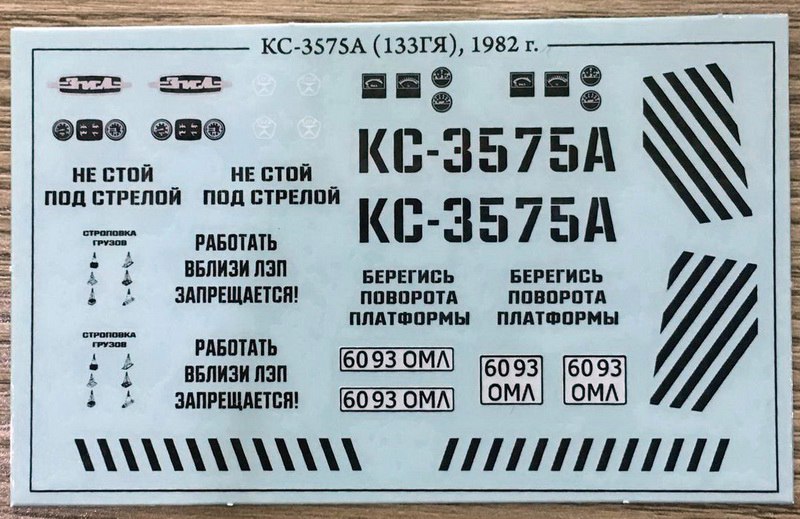 КС-3575А (133ГЯ), 1982 г.
ЗИЛ ЗИЛ
КС-3575А
НЕ СТОЙ
ПОД СТРЕЛОЙ
НЕ СТОЙ
ПОД СТРЕЛОЙ
КС-3575А
СТРОПОВКА
ГРУЗОВ
РАБОТАТЬ
ВБЛИЗИ ЛЭП
ЗАПРЕЩАЕТСЯ!
БЕРЕГИСЬ
ПОВОРОТА
ПЛАТФОРМЫ
БЕРЕГИСЬ
ПОВОРОТА
ПЛАТФОРМЫ
СТРОПОВКА
ГРУЗОВ
РАБОТАТЬ
ВБЛИЗИ ЛЭП
ЗАПРЕЩАЕТСЯ!
60 93 ОМЛ
60 93 ОМЛ
60 93
ОМЛ
60 93
ОМЛ